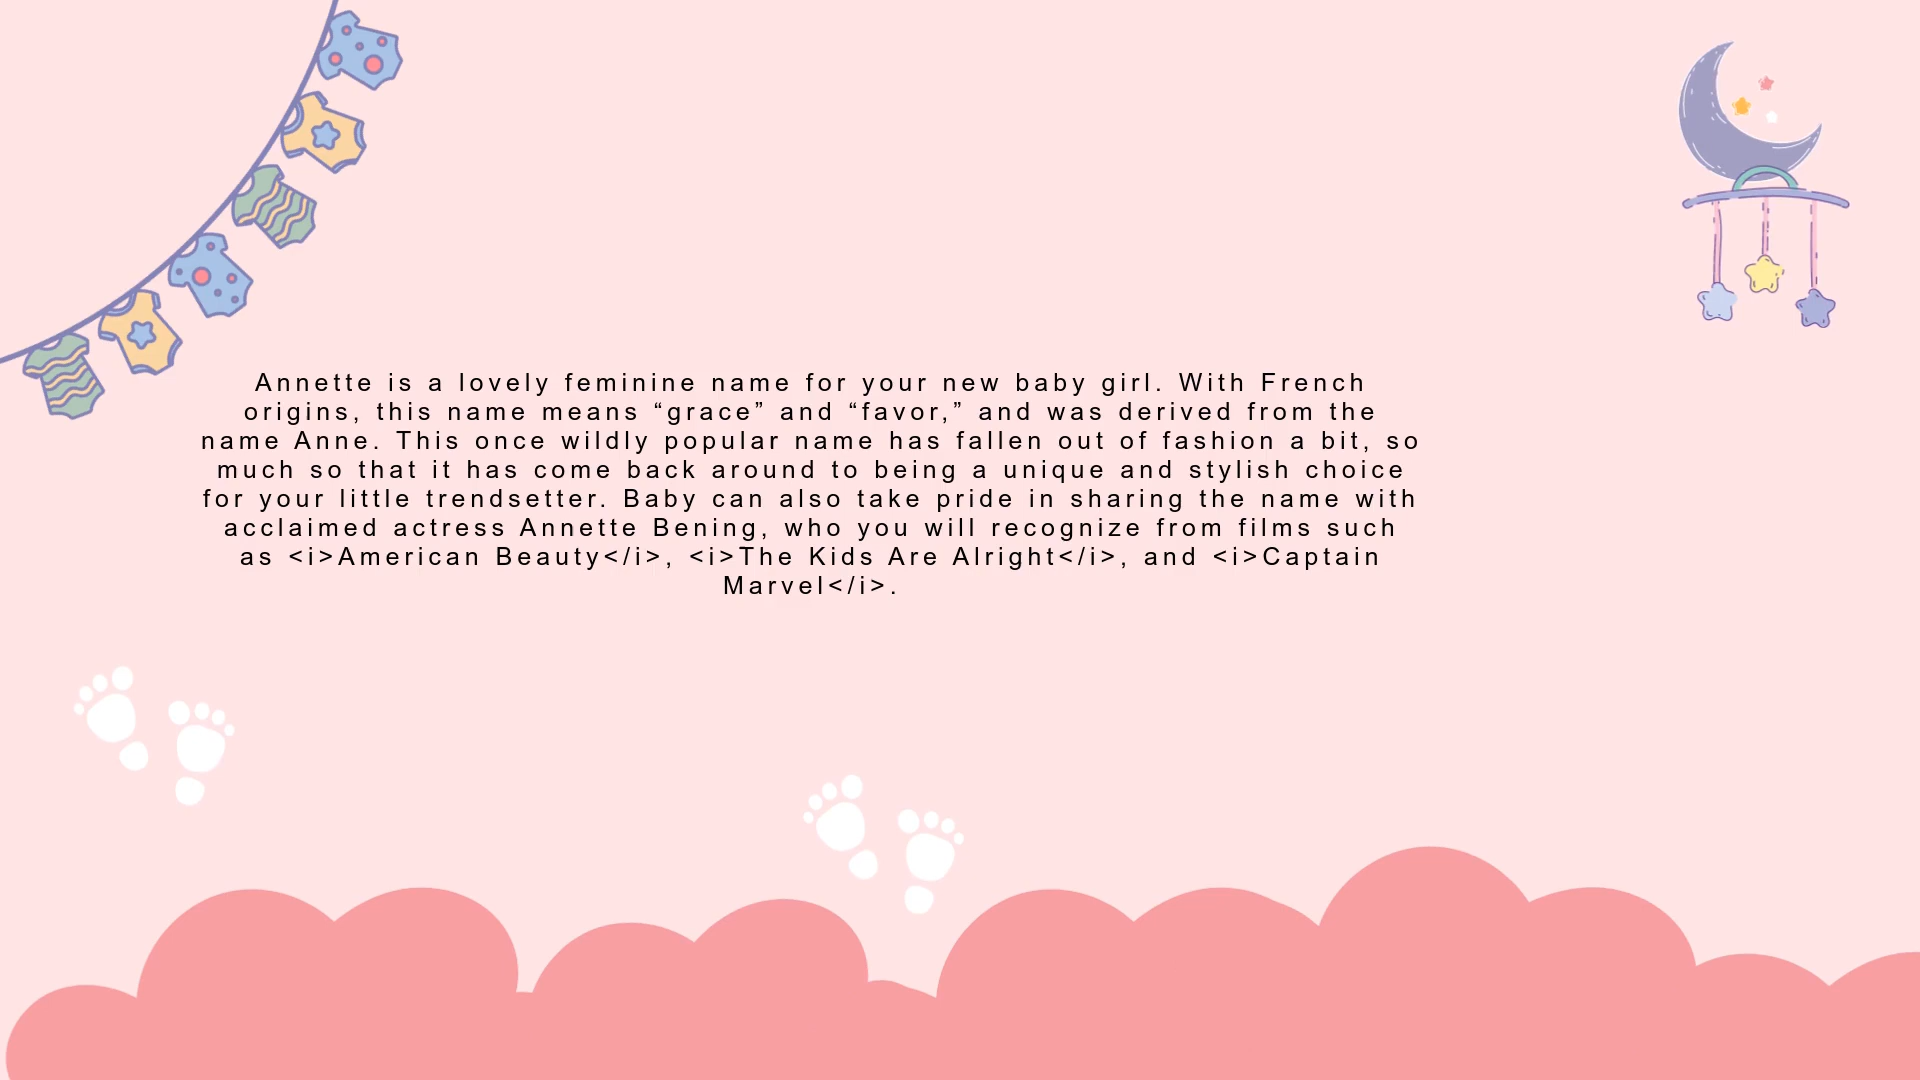 Annette is a lovely feminine name for your new baby girl. With French
origins, this name means “grace” and “favor,” and was derived from the
name Anne. This once wildly popular name has fallen out of fashion a bit, so
much so that it has come back around to being a unique and stylish choice
for your little trendsetter. Baby can also take pride in sharing the name with
acclaimed actress Annette Bening, who you will recognize from films such
as <i>American Beauty</i>, <i>The Kids Are Alright</i>, and <i>Captain
Marvel</i>.